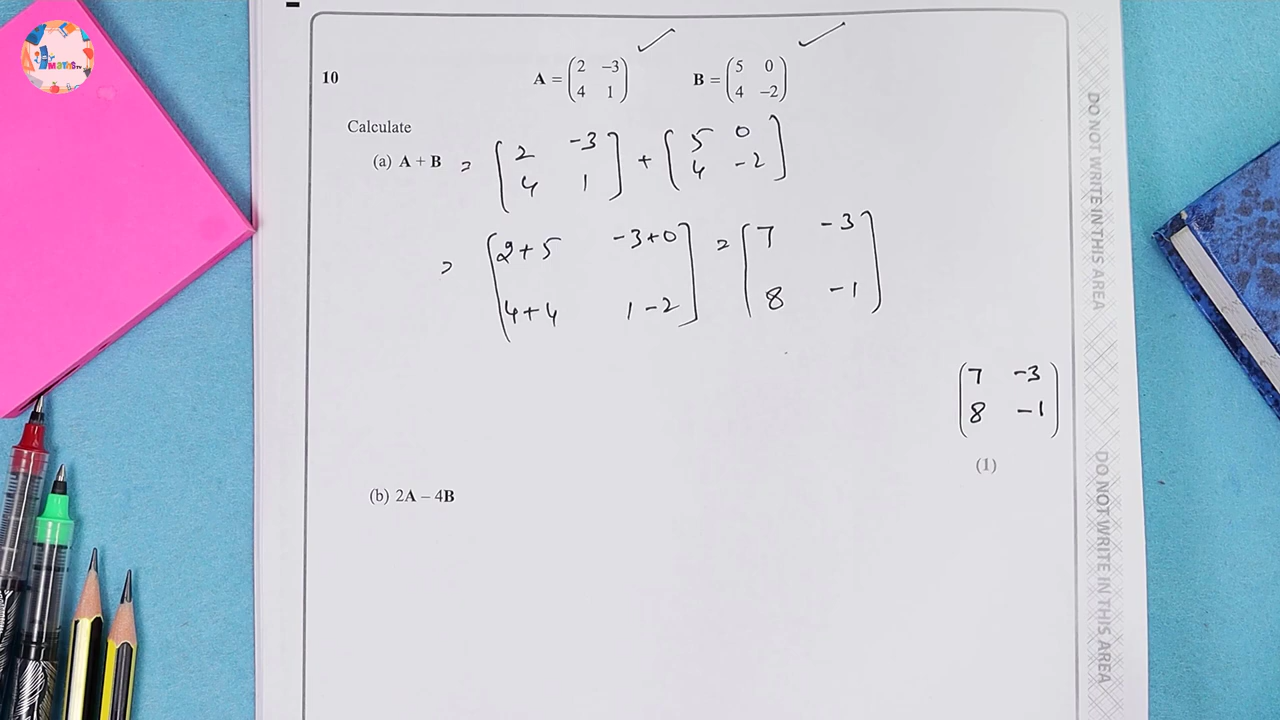 MATHS TV
10 A = (2 -3 4 1) B = (5 0 4 -2)
Calculate
(a) A + B = [2 -3 4 1] + [5 0 4 -2]
= [2+5 -3+0 4+4 1-2] = [7 -3 8 -1]
(7 -3 8 -1)
(1)
(b) 2A – 4B
DO NOT WRITE IN THIS AREA
DO NOT WRITE IN THIS AREA